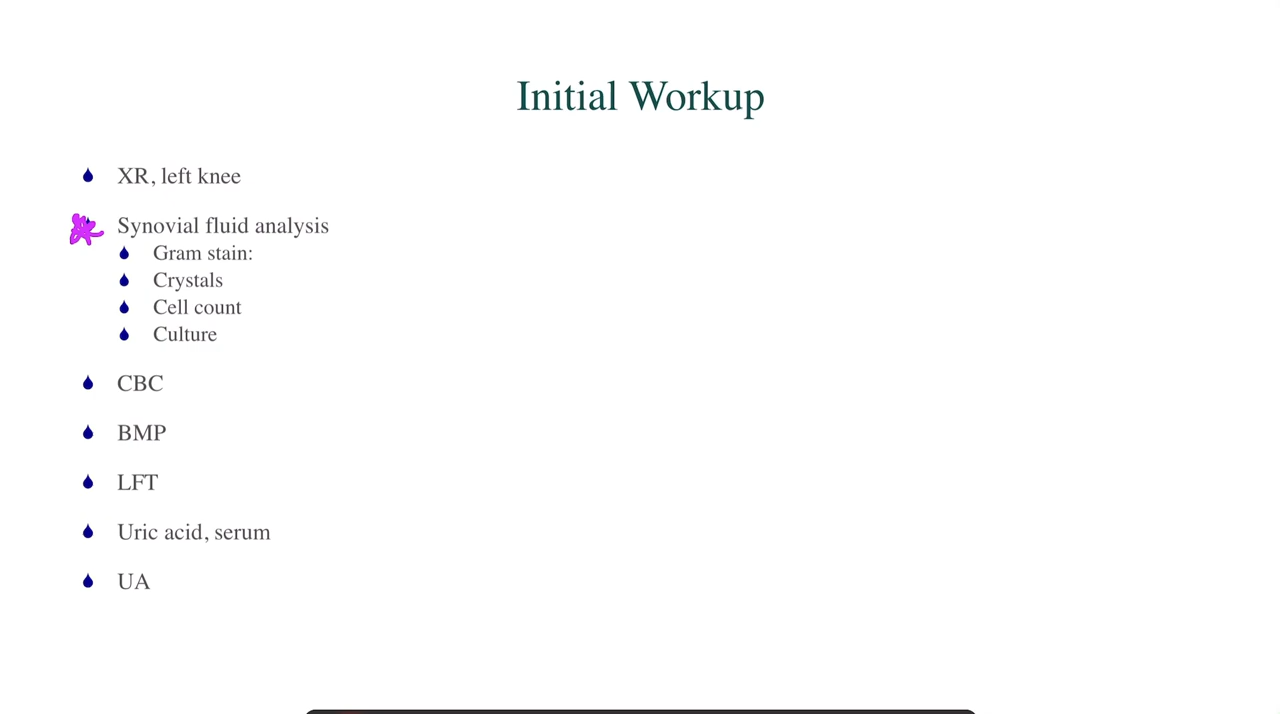 Initial Workup
XR, left knee
Synovial fluid analysis
Gram stain:
Crystals
Cell count
Culture
CBC
BMP
LFT
Uric acid, serum
UA